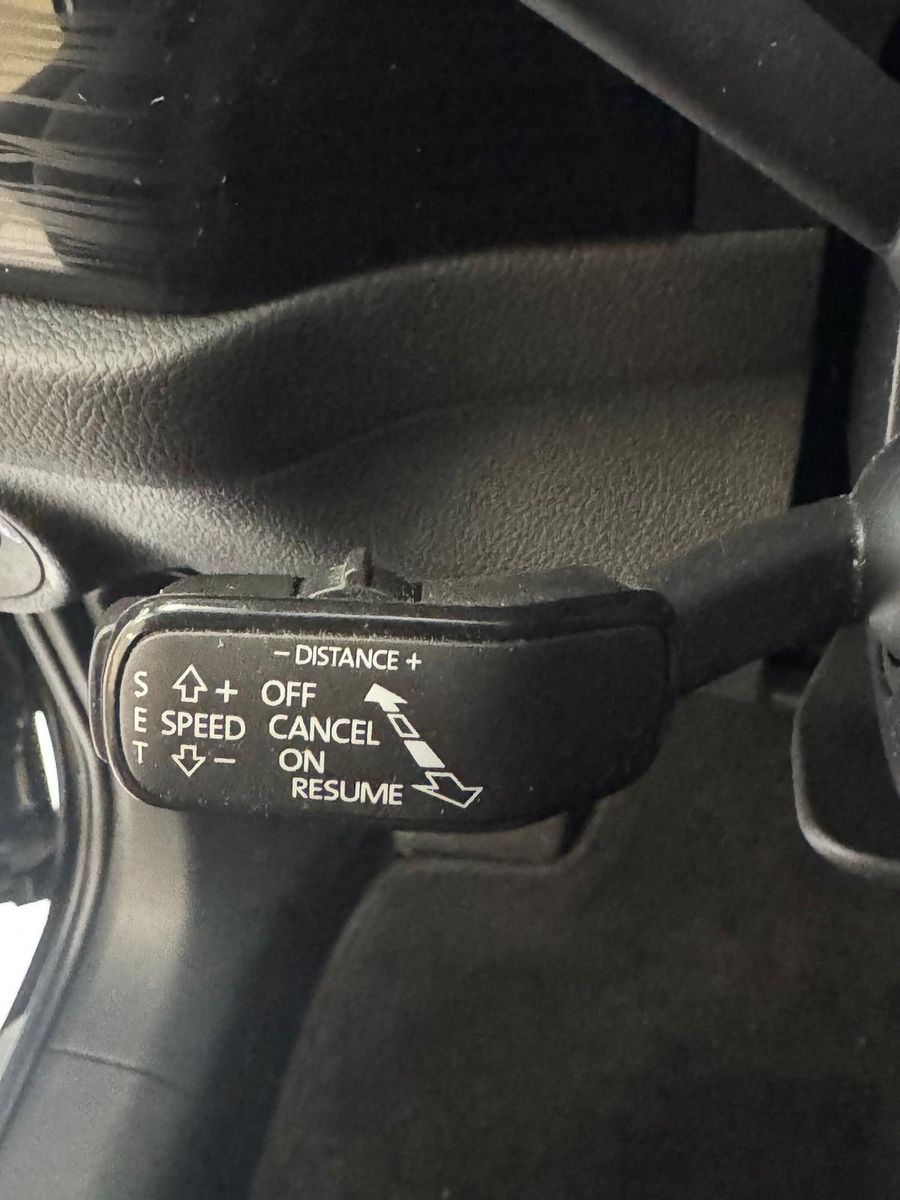 - DISTANCE +
S
E
T
+
SPEED
-
OFF
CANCEL
ON
RESUME